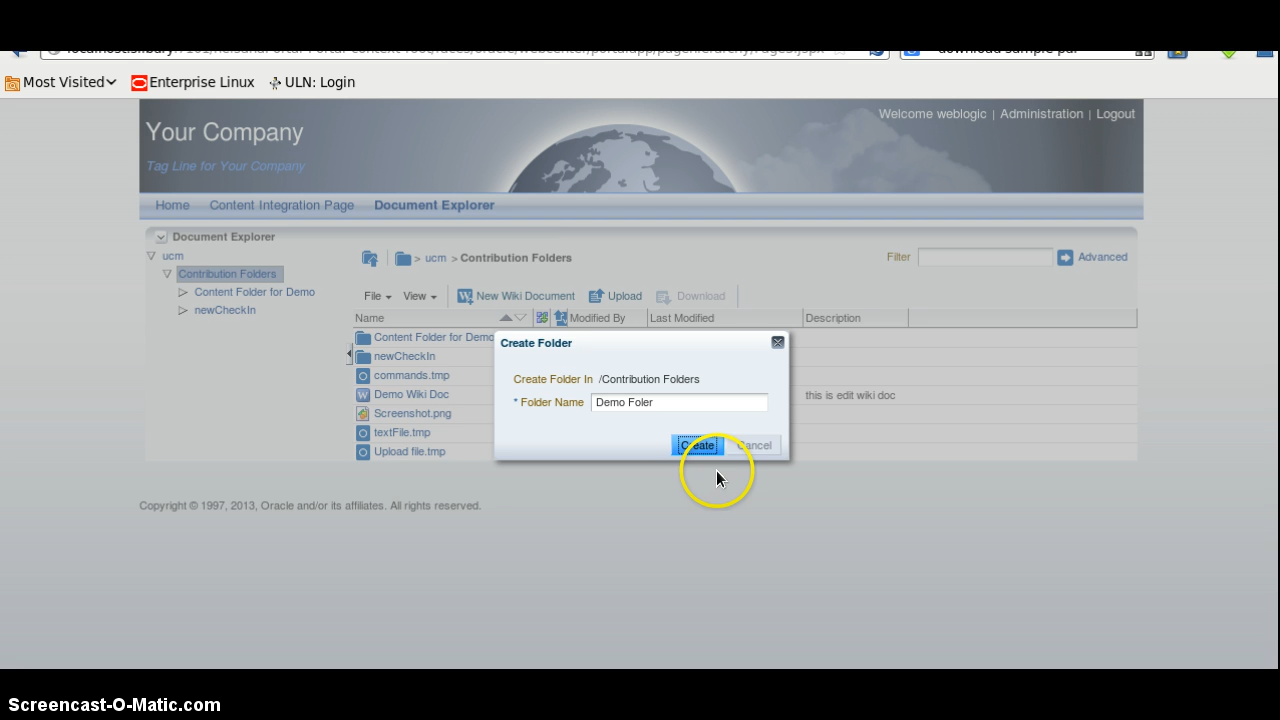 Most Visited Enterprise Linux ULN: Login
Welcome weblogic | Administration | Logout
Your Company
Tag Line for Your Company
Home Content Integration Page Document Explorer
Document Explorer
ucm
Contribution Folders
Content Folder for Demo
newCheckIn
> ucm > Contribution Folders
Filter Advanced
File View New Wiki Document Upload Download
Name Modified By Last Modified Description
Content Folder for Demo
newCheckIn
commands.tmp
Demo Wiki Doc this is edit wiki doc
Screenshot.png
textFile.tmp
Upload file.tmp
Create Folder
Create Folder In /Contribution Folders
* Folder Name Demo Foler
Create Cancel
Copyright © 1997, 2013, Oracle and/or its affiliates. All rights reserved.
Screencast-O-Matic.com